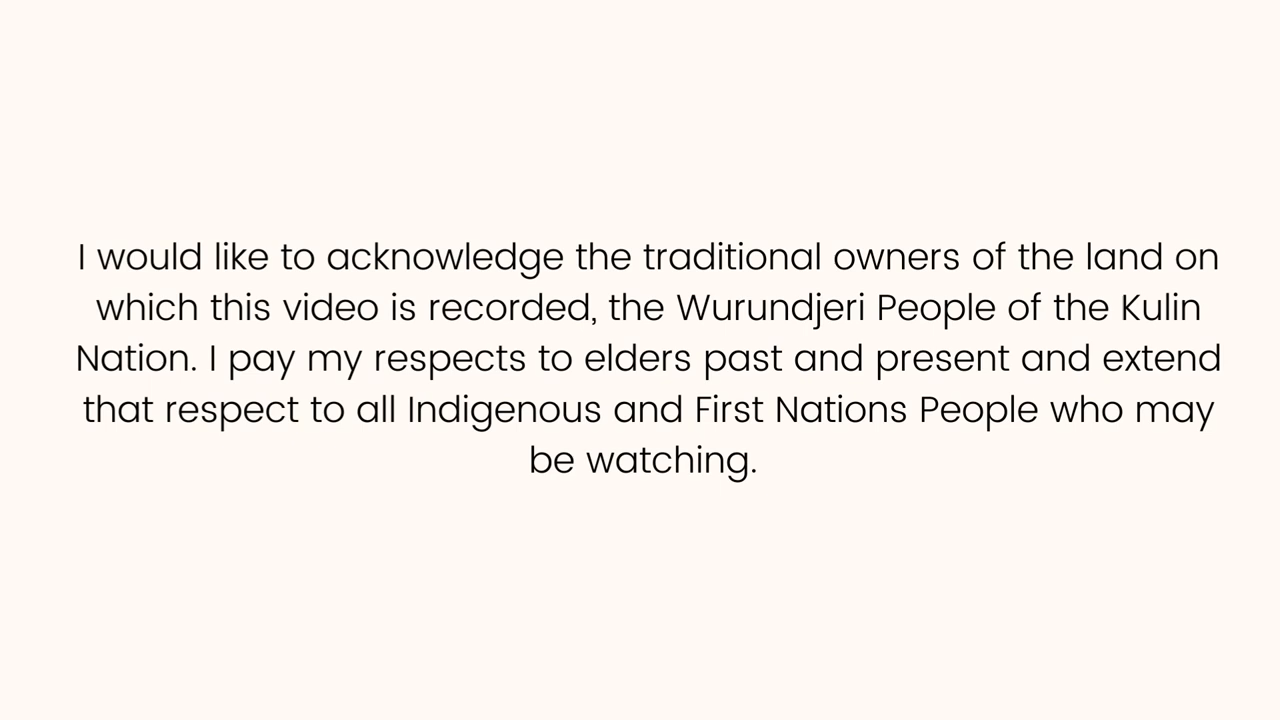 I would like to acknowledge the traditional owners of the land on
which this video is recorded, the Wurundjeri People of the Kulin
Nation. I pay my respects to elders past and present and extend
that respect to all Indigenous and First Nations People who may
be watching.